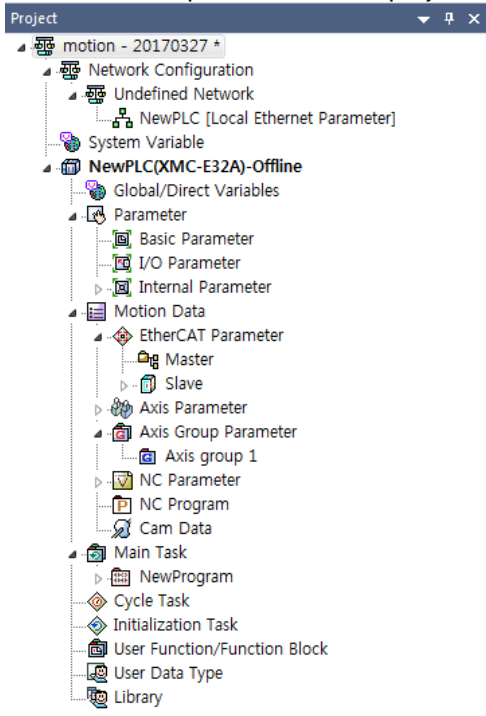 Project
motion - 20170327 *
Network Configuration
Undefined Network
NewPLC [Local Ethernet Parameter]
System Variable
NewPLC(XMC-E32A)-Offline
Global/Direct Variables
Parameter
Basic Parameter
I/O Parameter
Internal Parameter
Motion Data
EtherCAT Parameter
Master
Slave
Axis Parameter
Axis Group Parameter
Axis group 1
NC Parameter
NC Program
Cam Data
Main Task
NewProgram
Cycle Task
Initialization Task
User Function/Function Block
User Data Type
Library